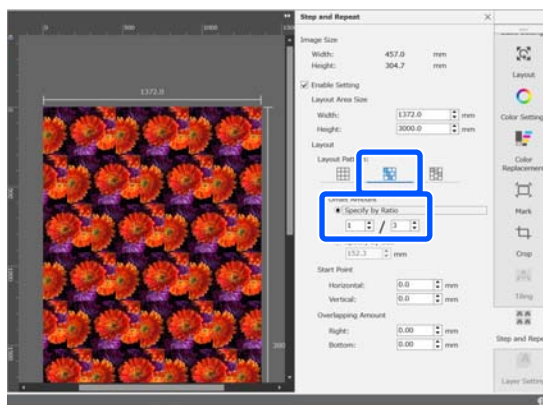 Step and Repeat
Image Size
Width: 457.0 mm
Height: 304.7 mm
Enable Setting
Layout Area Size
Width: 1372.0 mm
Height: 3000.0 mm
Layout
Offset Amount
Specify by Ratio
1 / 3
152.3 mm
Start Point
Horizontal: 0.0 mm
Vertical: 0.0 mm
Overlapping Amount
Right: 0.00 mm
Bottom: 0.00 mm
0 500 1000
1372.0
Layout
Color Setting
Color
Replacement
Mark
Crop
Tiling
Step and Repe
Layer Setting